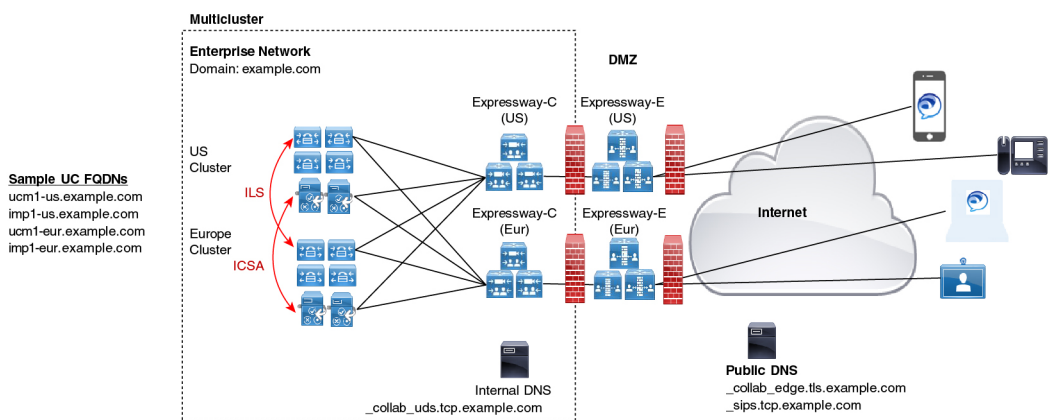 Multicluster
Enterprise Network
Domain: example.com
DMZ
Expressway-C
(US)
Expressway-E
(US)
US
Cluster
Sample UC FQDNs
ucm1-us.example.com
imp1-us.example.com
ucm1-eur.example.com
imp1-eur.example.com
ILS
Europe
Cluster
ICSA
Expressway-C
(Eur)
Expressway-E
(Eur)
Internet
Internal DNS
_collab_uds.tcp.example.com
Public DNS
_collab_edge.tls.example.com
_sips.tcp.example.com